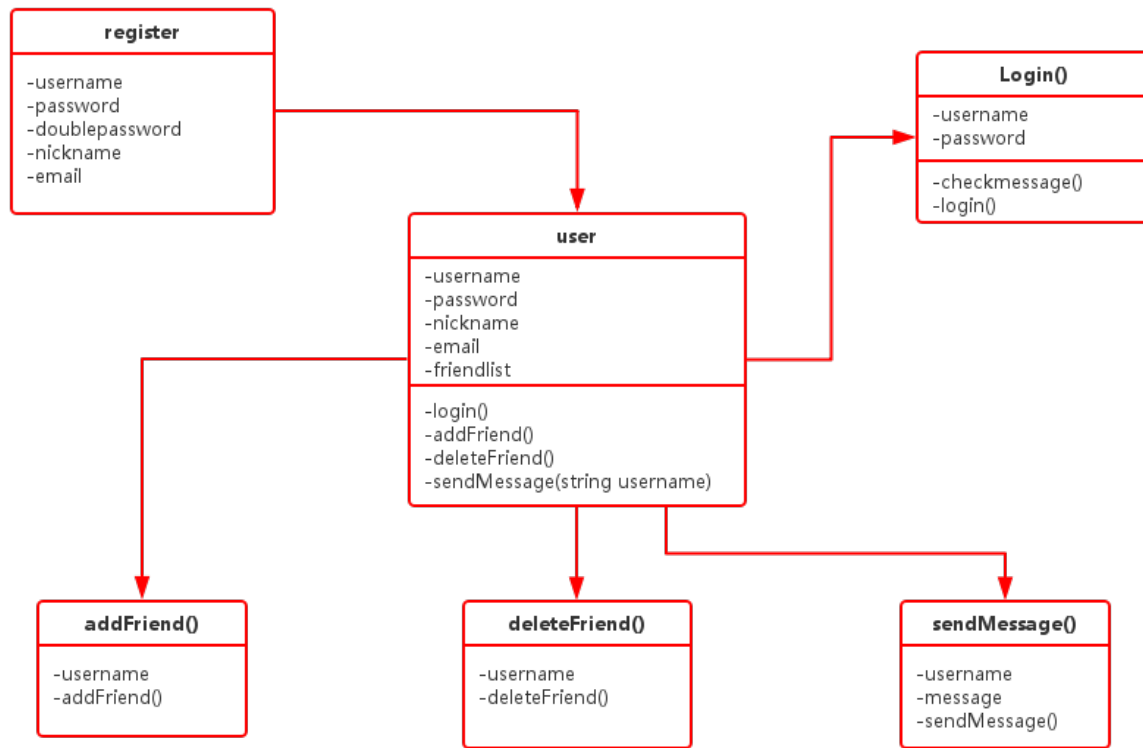 register
-username
-password
-doublepassword
-nickname
-email
Login()
-username
-password
-checkmessage()
-login()
user
-username
-password
-nickname
-email
-friendlist
-login()
-addFriend()
-deleteFriend()
-sendMessage(string username)
addFriend()
-username
-addFriend()
deleteFriend()
-username
-deleteFriend()
sendMessage()
-username
-message
-sendMessage()